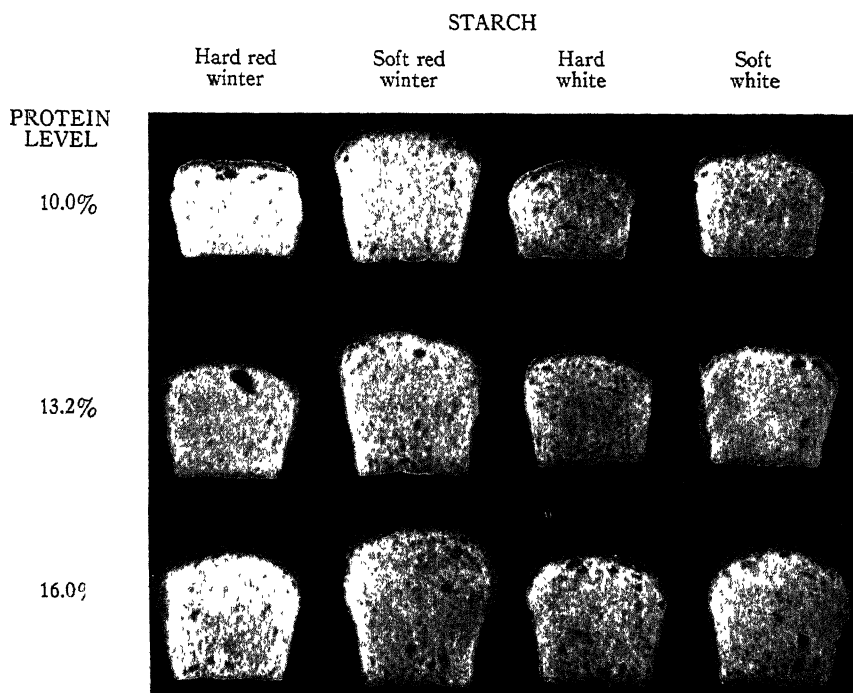 STARCH
Hard red winter
Soft red winter
Hard white
Soft white
PROTEIN LEVEL
10.0%
13.2%
16.0%